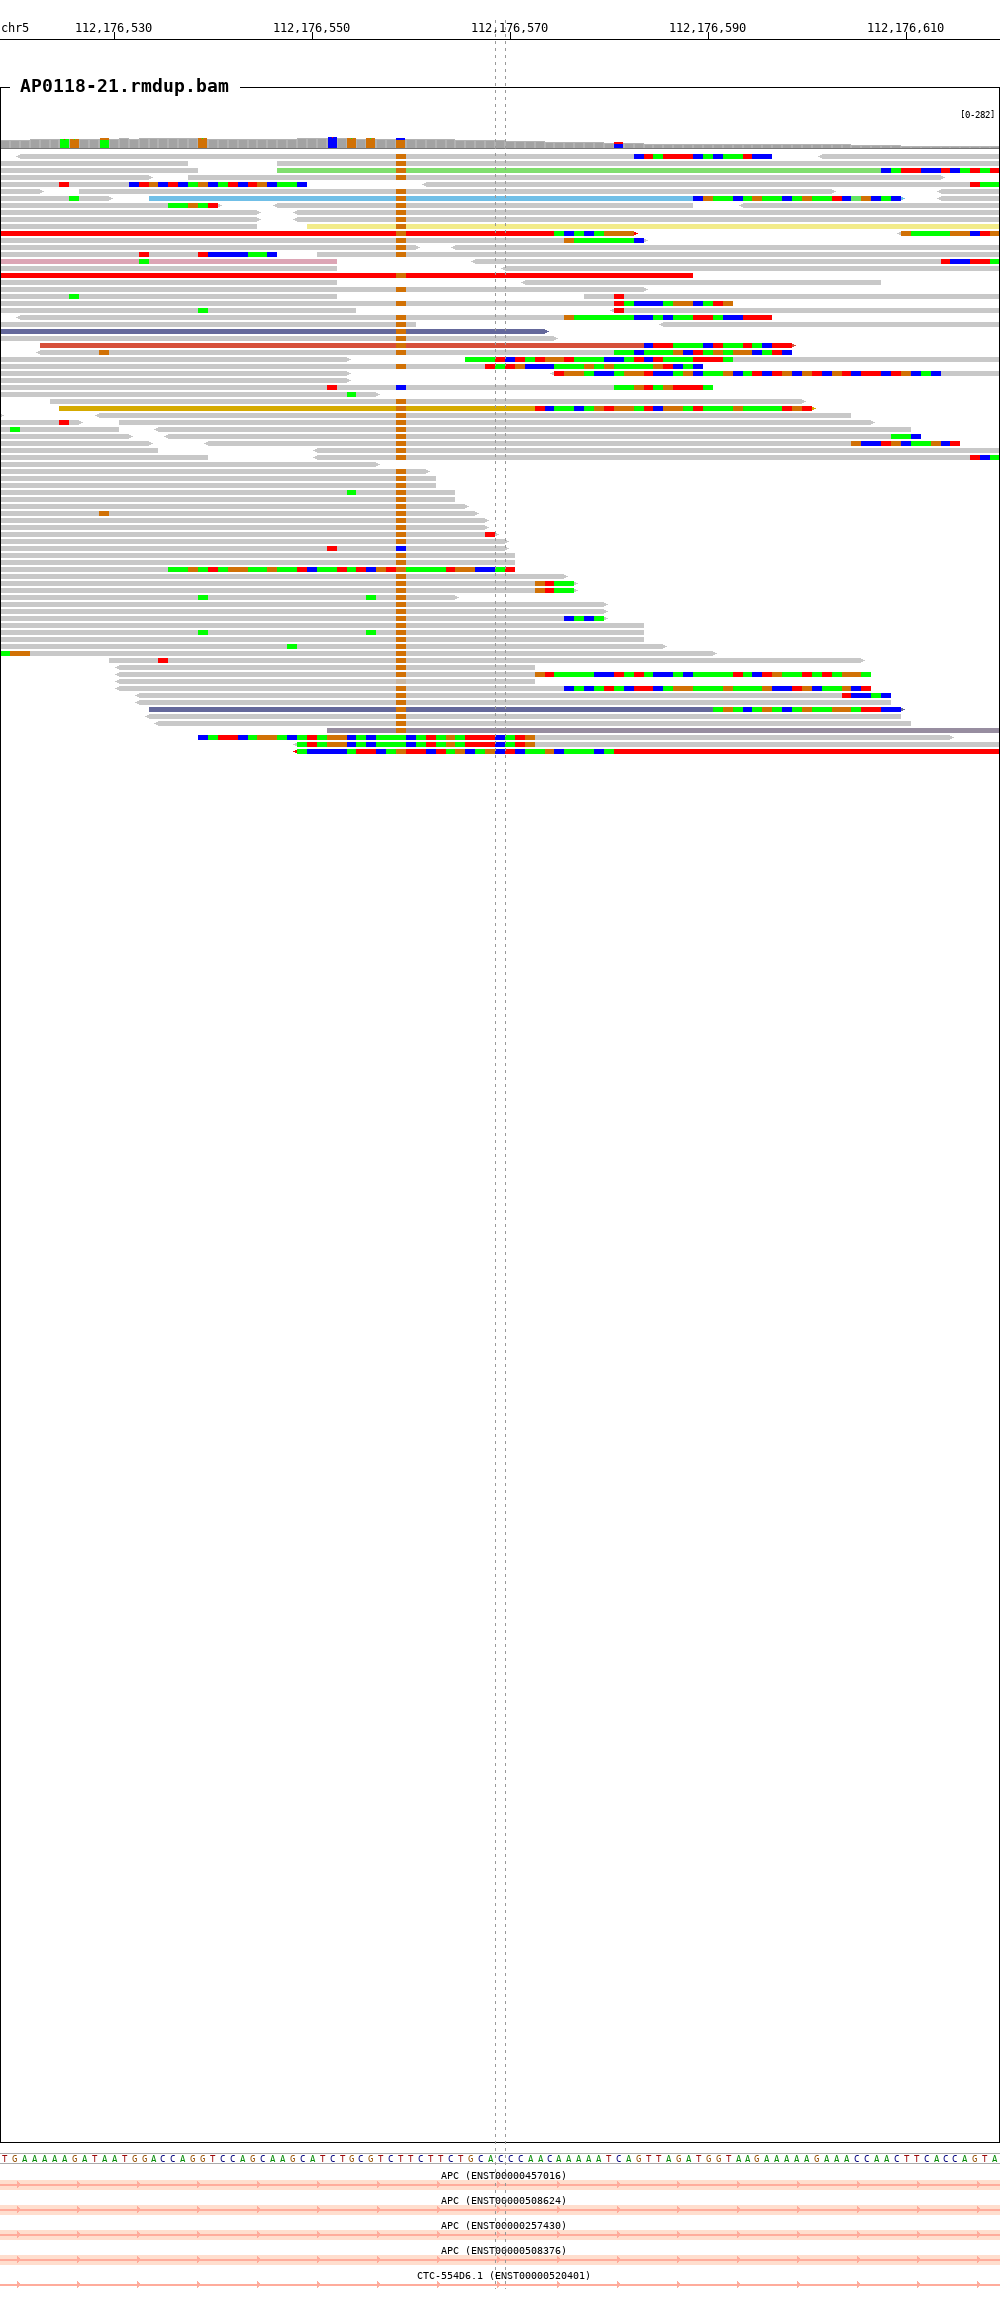 chr5 112,176,530 112,176,550 112,176,570 112,176,590 112,176,610
AP0118-21.rmdup.bam
[0-282]
TGAAAAAGATAATGGACCAGGTCCAGCAAGCATCTGCGTCTTCTTCTGCACCCAACAAAAATCAGTTAGATGGTAAGAAAAAGAAACCAACTTCACCAGTA
APC (ENST00000457016)
APC (ENST00000508624)
APC (ENST00000257430)
APC (ENST00000508376)
CTC-554D6.1 (ENST00000520401)